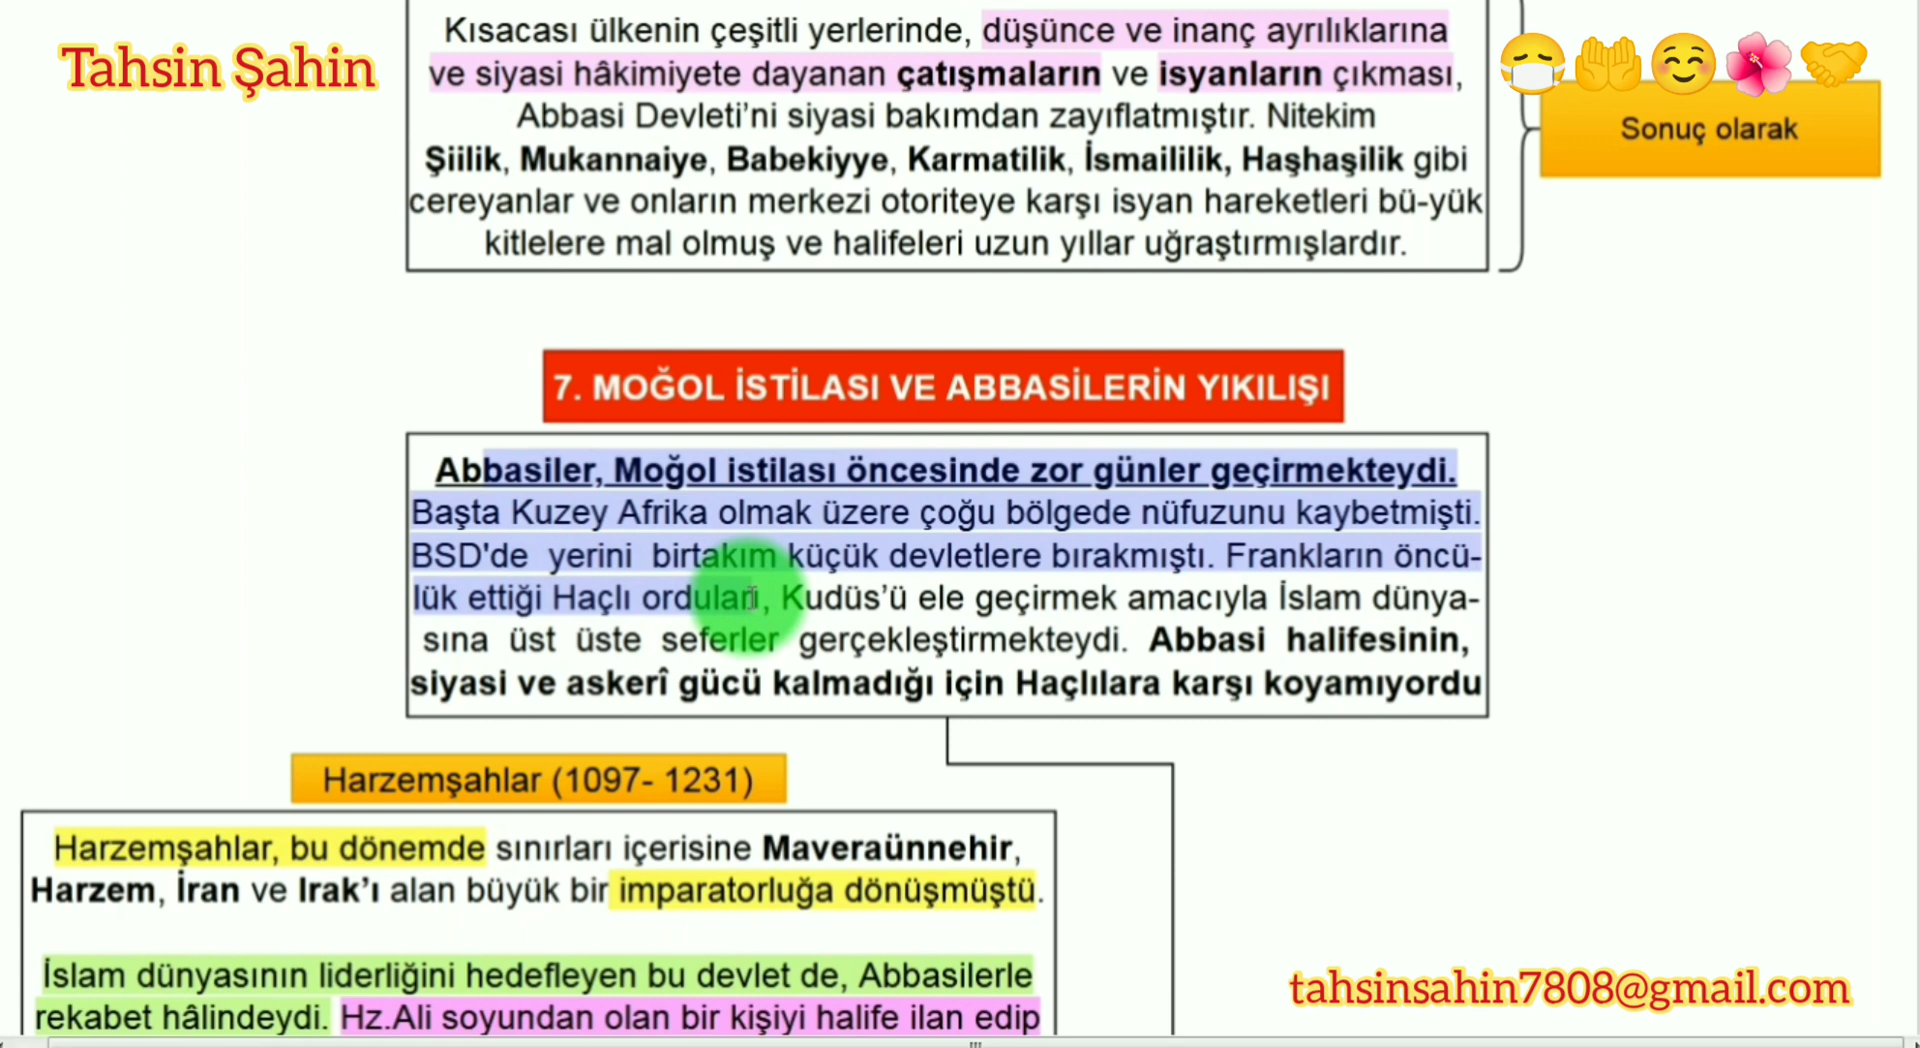 Tahsin Şahin
Kısacası ülkenin çeşitli yerlerinde, düşünce ve inanç ayrılıklarına
ve siyasi hâkimiyete dayanan çatışmaların ve isyanların çıkması,
Abbasi Devleti’ni siyasi bakımdan zayıflatmıştır. Nitekim
Şiilik, Mukannaiye, Babekiyye, Karmatilik, İsmaililik, Haşhaşilik gibi
cereyanlar ve onların merkezi otoriteye karşı isyan hareketleri bü-yük
kitlelere mal olmuş ve halifeleri uzun yıllar uğraştırmışlardır.
Sonuç olarak
7. MOĞOL İSTİLASI VE ABBASİLERİN YIKILIŞI
Abbasiler, Moğol istilası öncesinde zor günler geçirmekteydi.
Başta Kuzey Afrika olmak üzere çoğu bölgede nüfuzunu kaybetmişti.
BSD'de yerini birtakım küçük devletlere bırakmıştı. Frankların öncü-
lük ettiği Haçlı orduları, Kudüs’ü ele geçirmek amacıyla İslam dünya-
sına üst üste seferler gerçekleştirmekteydi. Abbasi halifesinin,
siyasi ve askerî gücü kalmadığı için Haçlılara karşı koyamıyordu
Harzemşahlar (1097- 1231)
Harzemşahlar, bu dönemde sınırları içerisine Maveraünnehir,
Harzem, İran ve Irak’ı alan büyük bir imparatorluğa dönüşmüştü.
İslam dünyasının liderliğini hedefleyen bu devlet de, Abbasilerle
rekabet hâlindeydi. Hz.Ali soyundan olan bir kişiyi halife ilan edip
tahsinsahin7808@gmail.com